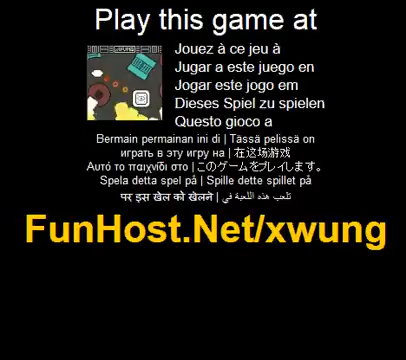 Play this game at
Jouez à ce jeu à
Jugar a este juego en
Jogar este jogo em
Dieses Spiel zu spielen
Questo gioco a
Bermain permainan ini di | Tässä pelissä on
играть в эту игру на | 在这场游戏
Αυτό το παιχνίδι στο | このゲームをプレイします。
Spela detta spel på | Spille dette spillet på
पर इस खेल को खेलने | تلعب هذه اللعبة في
FunHost.Net/xwung